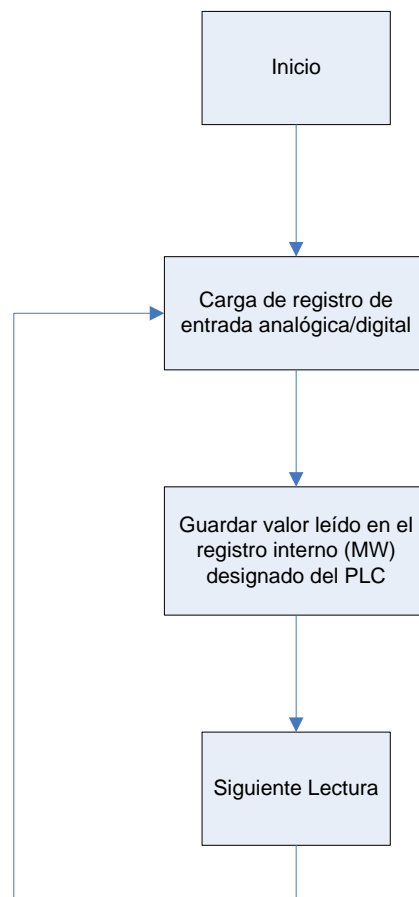 Inicio
Carga de registro de
entrada analógica/digital
Guardar valor leído en el
registro interno (MW)
designado del PLC
Siguiente Lectura